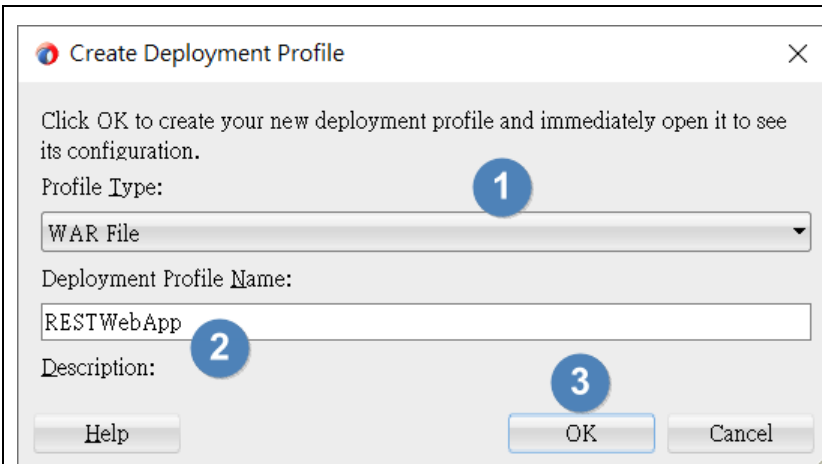 Create Deployment Profile
Click OK to create your new deployment profile and immediately open it to see
its configuration.
Profile Type:
1
WAR File
Deployment Profile Name:
RESTWebApp
2
Description:
3
Help
OK
Cancel